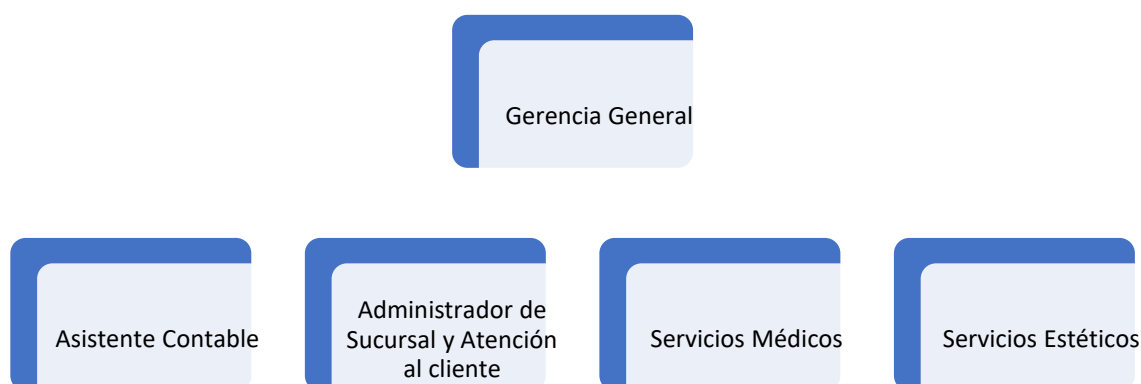 Gerencia General
Asistente Contable
Administrador de
Sucursal y Atención
al cliente
Servicios Médicos
Servicios Estéticos